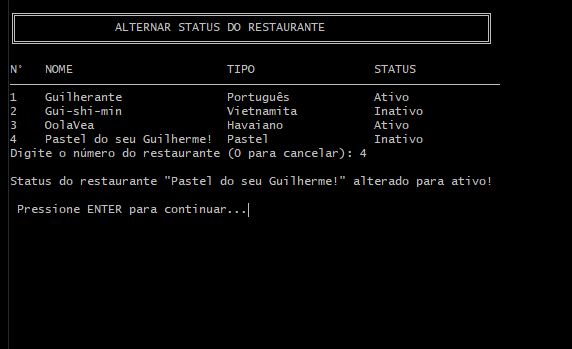 ALTERNAR STATUS DO RESTAURANTE
N° NOME TIPO STATUS
1 Guilherante Português Ativo
2 Gui-shi-min Vietnamita Inativo
3 OolaVea Havaiano Ativo
4 Pastel do seu Guilherme! Pastel Inativo
Digite o número do restaurante (0 para cancelar): 4
Status do restaurante "Pastel do seu Guilherme!" alterado para ativo!
Pressione ENTER para continuar...